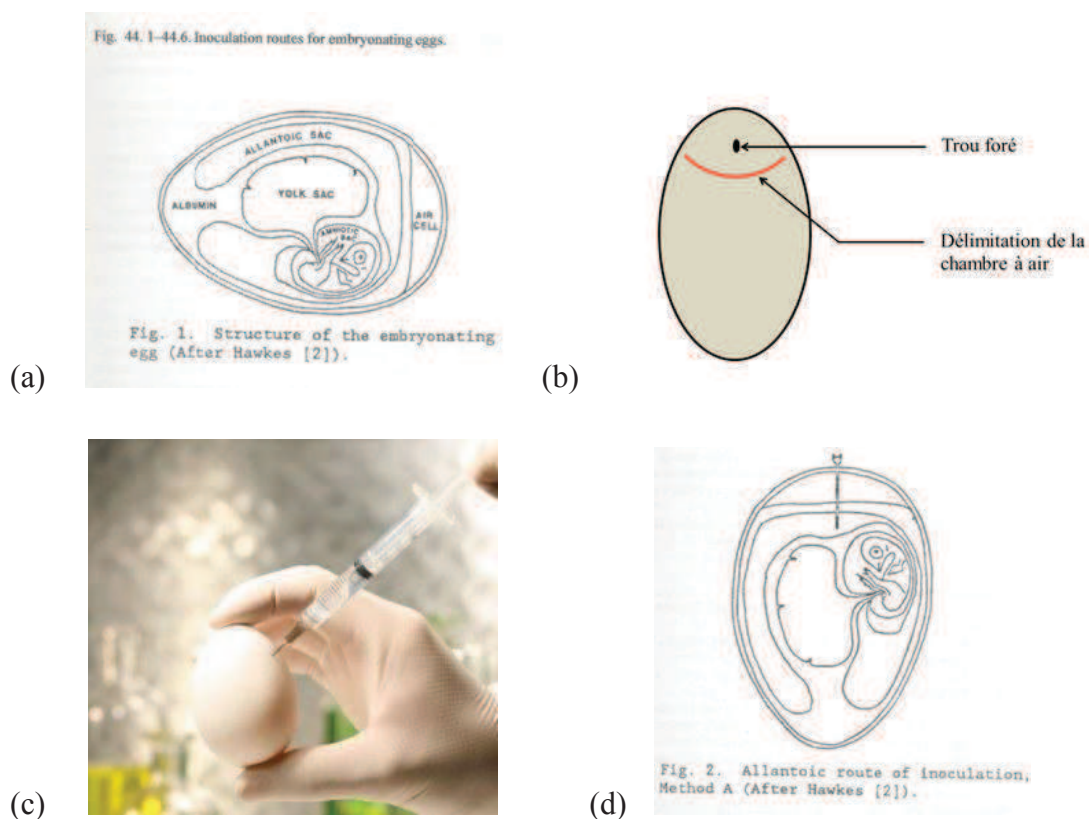 Fig. 44. 1–44.6. Inoculation routes for embryonating eggs.
ALLANTOIC SAC
YOLK SAC
ALBUMIN
AMNIOTIC
SAC
AIR
CELL
Fig. 1. Structure of the embryonating
egg (After Hawkes [2]).
(a)
Trou foré
Délimitation de la
chambre à air
(b)
(c)
Fig. 2. Allantoic route of inoculation,
Method A (After Hawkes [2]).
(d)